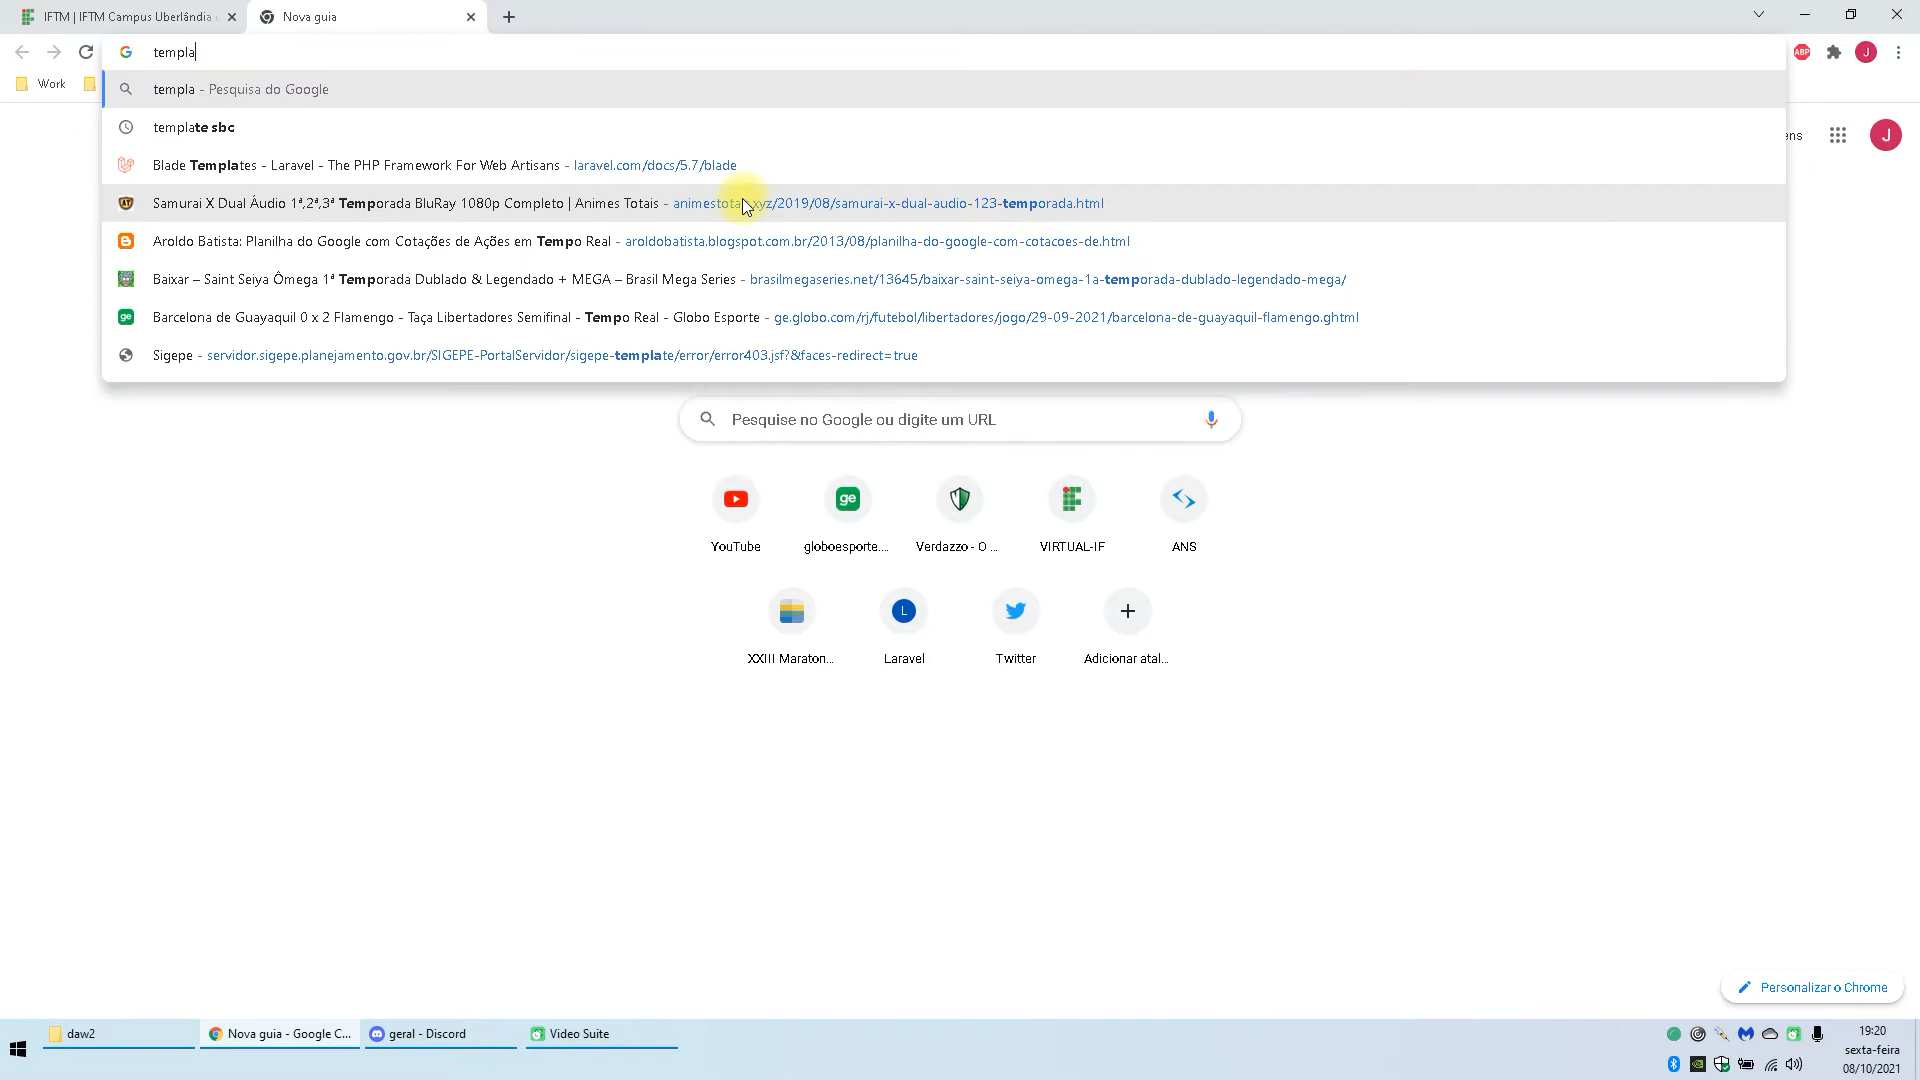 IFTM | IFTM Campus Uberlândia
Nova guia
templa
Work
templa - Pesquisa do Google
template sbc
Blade Templates - Laravel - The PHP Framework For Web Artisans - laravel.com/docs/5.7/blade
Samurai X Dual Áudio 1ª,2ª,3ª Temporada BluRay 1080p Completo | Animes Totais - animestotais.xyz/2019/08/samurai-x-dual-audio-123-temporada.html
Aroldo Batista: Planilha do Google com Cotações de Ações em Tempo Real - aroldobatista.blogspot.com.br/2013/08/planilha-do-google-com-cotacoes-de.html
Baixar – Saint Seiya Ômega 1ª Temporada Dublado & Legendado + MEGA – Brasil Mega Series - brasilmegaseries.net/13645/baixar-saint-seiya-omega-1a-temporada-dublado-legendado-mega/
Barcelona de Guayaquil 0 x 2 Flamengo - Taça Libertadores Semifinal - Tempo Real - Globo Esporte - ge.globo.com/rj/futebol/libertadores/jogo/29-09-2021/barcelona-de-guayaquil-flamengo.ghtml
Sigepe - servidor.sigepe.planejamento.gov.br/SIGEPE-PortalServidor/sigepe-template/error/error403.jsf?&faces-redirect=true
ABP
J
ens
J
Pesquise no Google ou digite um URL
ge
YouTube
globoesporte....
Verdazzo - O ...
VIRTUAL-IF
ANS
L
XXIII Maraton...
Laravel
Twitter
Adicionar atal...
Personalizar o Chrome
daw2
Nova guia - Google C...
geral - Discord
Video Suite
19:20
sexta-feira
08/10/2021